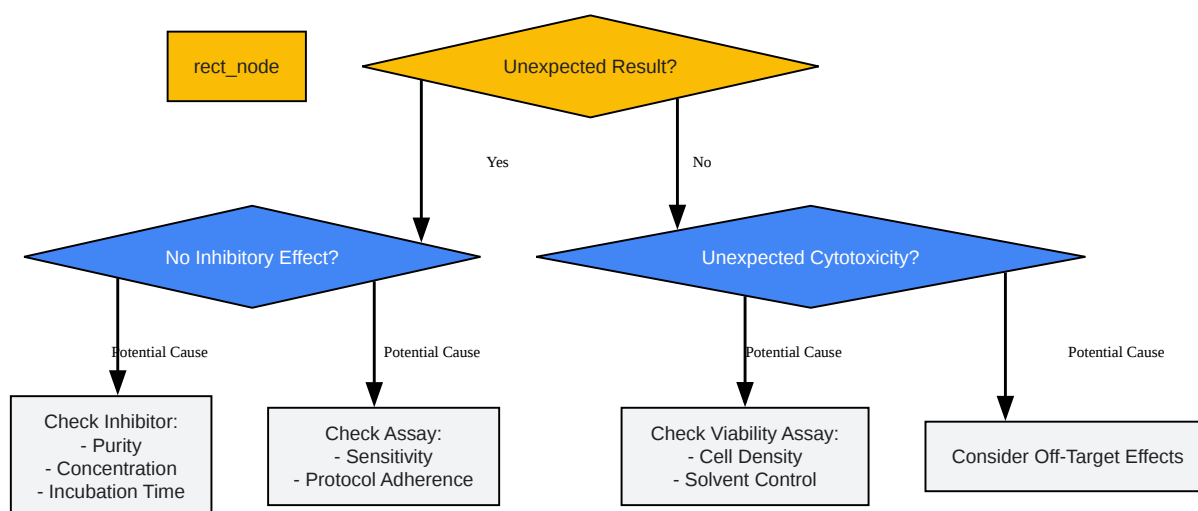 rect_node
Unexpected Result?
Yes
No
No Inhibitory Effect?
Unexpected Cytotoxicity?
Potential Cause
Potential Cause
Potential Cause
Potential Cause
Check Inhibitor:
- Purity
- Concentration
- Incubation Time
Check Assay:
- Sensitivity
- Protocol Adherence
Check Viability Assay:
- Cell Density
- Solvent Control
Consider Off-Target Effects